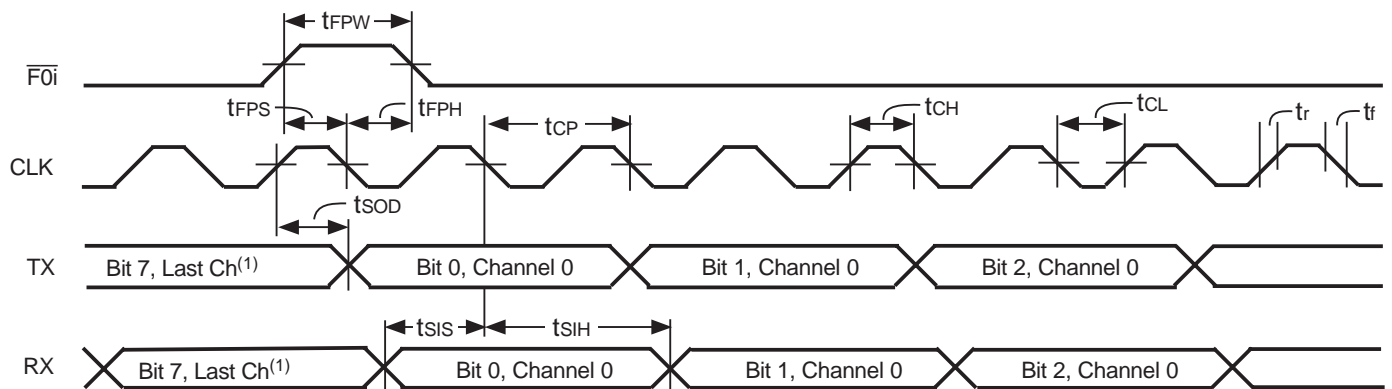 tFPW
F0i
tFPS
tFPH
tCP
tCH
tCL
tr
tf
CLK
tSOD
TX
Bit 7, Last Ch(1)
Bit 0, Channel 0
Bit 1, Channel 0
Bit 2, Channel 0
tSIS
tSIH
RX
Bit 7, Last Ch(1)
Bit 0, Channel 0
Bit 1, Channel 0
Bit 2, Channel 0